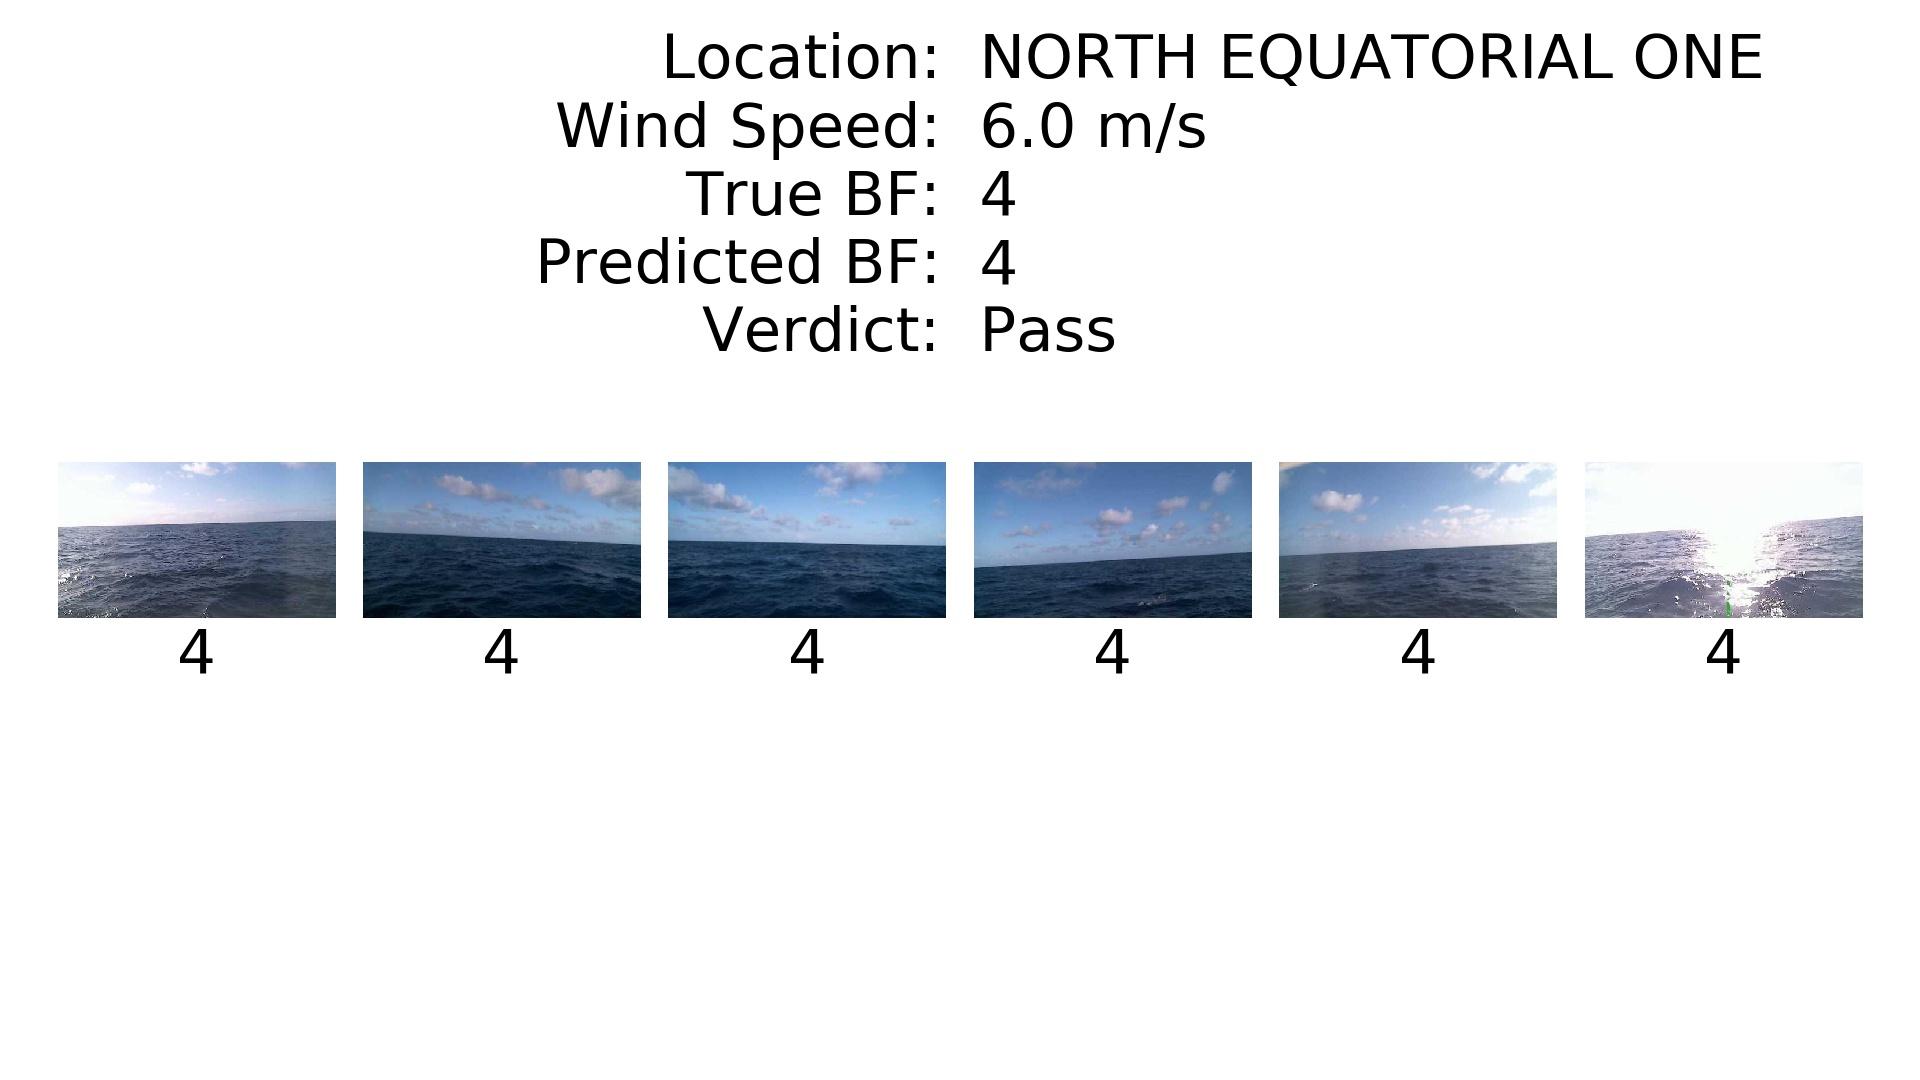 Location: NORTH EQUATORIAL ONE
Wind Speed: 6.0 m/s
True BF: 4
Predicted BF: 4
Verdict: Pass
4 4 4 4 4 4